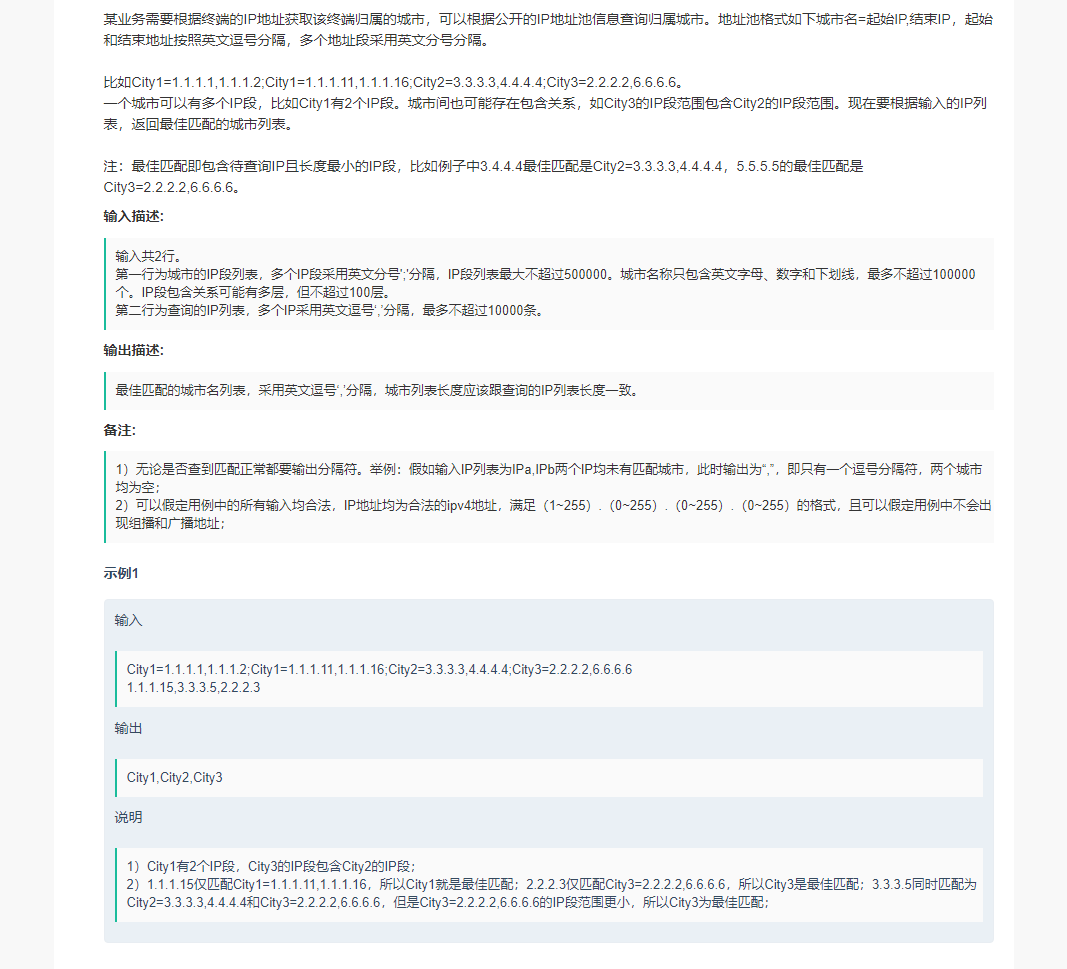 某业务需要根据终端的IP地址获取该终端归属的城市，可以根据公开的IP地址池信息查询归属城市。地址池格式如下城市名=起始IP,结束IP，起始
和结束地址按照英文逗号分隔，多个地址段采用英文分号分隔。
比如City1=1.1.1.1,1.1.1.2;City1=1.1.1.11,1.1.1.16;City2=3.3.3.3,4.4.4.4;City3=2.2.2.2,6.6.6.6。
一个城市可以有多个IP段，比如City1有2个IP段。城市间也可能存在包含关系，如City3的IP段范围包含City2的IP段范围。现在要根据输入的IP列
表，返回最佳匹配的城市列表。
注：最佳匹配即包含待查询IP且长度最小的IP段，比如例子中3.4.4.4最佳匹配是City2=3.3.3.3,4.4.4.4，5.5.5.5的最佳匹配是
City3=2.2.2.2,6.6.6.6。
输入描述:
输入共2行。
第一行为城市的IP段列表，多个IP段采用英文分号';'分隔，IP段列表最大不超过500000。城市名称只包含英文字母、数字和下划线，最多不超过100000
个。IP段包含关系可能有多层，但不超过100层。
第二行为查询的IP列表，多个IP采用英文逗号','分隔，最多不超过10000条。
输出描述:
最佳匹配的城市名列表，采用英文逗号','分隔，城市列表长度应该跟查询的IP列表长度一致。
备注:
1）无论是否查到匹配正常都要输出分隔符。举例：假如输入IP列表为IPa,IPb两个IP均未有匹配城市，此时输出为“,”，即只有一个逗号分隔符，两个城市
均为空；
2）可以假定用例中的所有输入均合法，IP地址均为合法的ipv4地址，满足（1~255）.（0~255）.（0~255）.（0~255）的格式，且可以假定用例中不会出
现组播和广播地址；
示例1
输入
City1=1.1.1.1,1.1.1.2;City1=1.1.1.11,1.1.1.16;City2=3.3.3.3,4.4.4.4;City3=2.2.2.2,6.6.6.6
1.1.1.15,3.3.3.5,2.2.2.3
输出
City1,City2,City3
说明
1）City1有2个IP段，City3的IP段包含City2的IP段；
2）1.1.1.15仅匹配City1=1.1.1.11,1.1.1.16，所以City1就是最佳匹配；2.2.2.3仅匹配City3=2.2.2.2,6.6.6.6，所以City3是最佳匹配；3.3.3.5同时匹配为
City2=3.3.3.3,4.4.4.4和City3=2.2.2.2,6.6.6.6，但是City3=2.2.2.2,6.6.6.6的IP段范围更小，所以City3为最佳匹配；